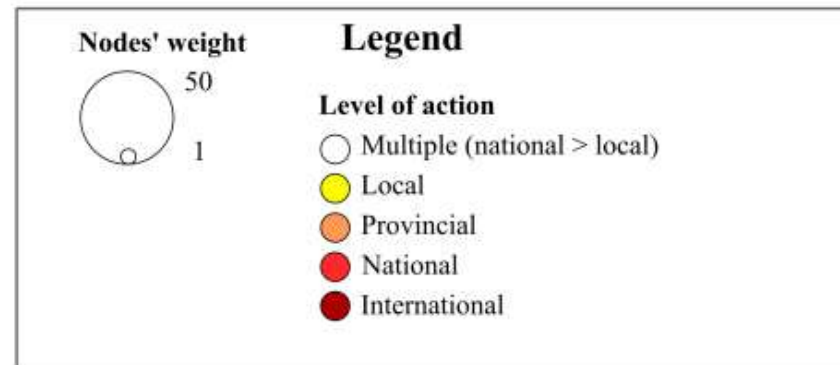 Legend
Nodes' weight
50
1
Level of action
Multiple (national > local)
Local
Provincial
National
International